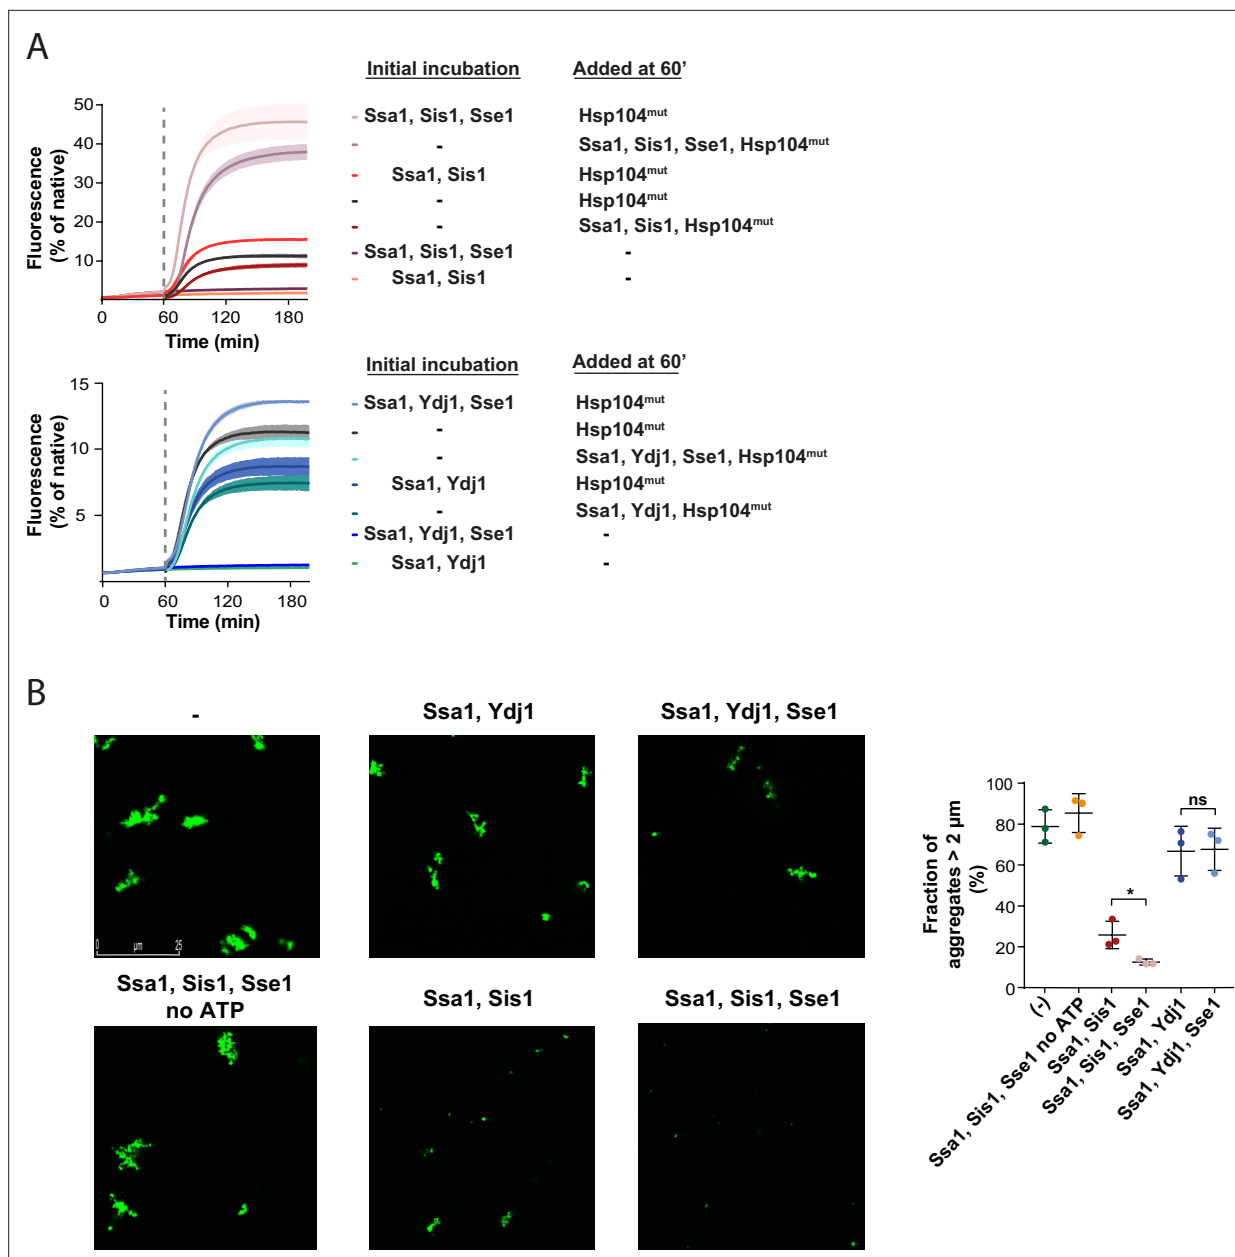 A
Initial incubation Added at 60'
Fluorescence
(% of native)
50
40
30
20
10
0 60 120 180
Time (min)
Ssa1, Sis1, Sse1 Hsp104mut
- Ssa1, Sis1, Sse1, Hsp104mut
Ssa1, Sis1 Hsp104mut
- Hsp104mut
- Ssa1, Sis1, Hsp104mut
Ssa1, Sis1, Sse1 -
Ssa1, Sis1 -
Initial incubation Added at 60'
Fluorescence
(% of native)
15
10
5
0 60 120 180
Time (min)
Ssa1, Ydj1, Sse1 Hsp104mut
- Hsp104mut
- Ssa1, Ydj1, Sse1, Hsp104mut
Ssa1, Ydj1 Hsp104mut
- Ssa1, Ydj1, Hsp104mut
Ssa1, Ydj1, Sse1 -
Ssa1, Ydj1 -
B
-
Ssa1, Ydj1
Ssa1, Ydj1, Sse1
0 µm 25
Ssa1, Sis1, Sse1
no ATP
Ssa1, Sis1
Ssa1, Sis1, Sse1
Fraction of
aggregates > 2 µm
(%)
100
80
60
40
20
0
*
ns
(-)
Ssa1, Sis1, Sse1 no ATP
Ssa1, Sis1
Ssa1, Sis1, Sse1
Ssa1, Ydj1
Ssa1, Ydj1, Sse1